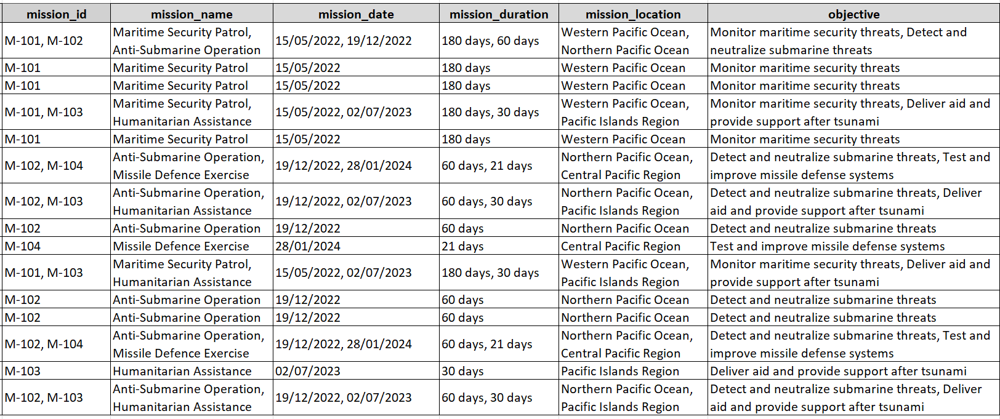 mission_id mission_name mission_date mission_duration mission_location objective
M-101, M-102 Maritime Security Patrol, Anti-Submarine Operation 15/05/2022, 19/12/2022 180 days, 60 days Western Pacific Ocean, Northern Pacific Ocean Monitor maritime security threats, Detect and neutralize submarine threats
M-101 Maritime Security Patrol 15/05/2022 180 days Western Pacific Ocean Monitor maritime security threats
M-101 Maritime Security Patrol 15/05/2022 180 days Western Pacific Ocean Monitor maritime security threats
M-101, M-103 Maritime Security Patrol, Humanitarian Assistance 15/05/2022, 02/07/2023 180 days, 30 days Western Pacific Ocean, Pacific Islands Region Monitor maritime security threats, Deliver aid and provide support after tsunami
M-101 Maritime Security Patrol 15/05/2022 180 days Western Pacific Ocean Monitor maritime security threats
M-102, M-104 Anti-Submarine Operation, Missile Defence Exercise 19/12/2022, 28/01/2024 60 days, 21 days Northern Pacific Ocean, Central Pacific Region Detect and neutralize submarine threats, Test and improve missile defense systems
M-102, M-103 Anti-Submarine Operation, Humanitarian Assistance 19/12/2022, 02/07/2023 60 days, 30 days Northern Pacific Ocean, Pacific Islands Region Detect and neutralize submarine threats, Deliver aid and provide support after tsunami
M-102 Anti-Submarine Operation 19/12/2022 60 days Northern Pacific Ocean Detect and neutralize submarine threats
M-104 Missile Defence Exercise 28/01/2024 21 days Central Pacific Region Test and improve missile defense systems
M-101, M-103 Maritime Security Patrol, Humanitarian Assistance 15/05/2022, 02/07/2023 180 days, 30 days Western Pacific Ocean, Pacific Islands Region Monitor maritime security threats, Deliver aid and provide support after tsunami
M-102 Anti-Submarine Operation 19/12/2022 60 days Northern Pacific Ocean Detect and neutralize submarine threats
M-102 Anti-Submarine Operation 19/12/2022 60 days Northern Pacific Ocean Detect and neutralize submarine threats
M-102, M-104 Anti-Submarine Operation, Missile Defence Exercise 19/12/2022, 28/01/2024 60 days, 21 days Northern Pacific Ocean, Central Pacific Region Detect and neutralize submarine threats, Test and improve missile defense systems
M-103 Humanitarian Assistance 02/07/2023 30 days Pacific Islands Region Deliver aid and provide support after tsunami
M-102, M-103 Anti-Submarine Operation, Humanitarian Assistance 19/12/2022, 02/07/2023 60 days, 30 days Northern Pacific Ocean, Pacific Islands Region Detect and neutralize submarine threats, Deliver aid and provide support after tsunami